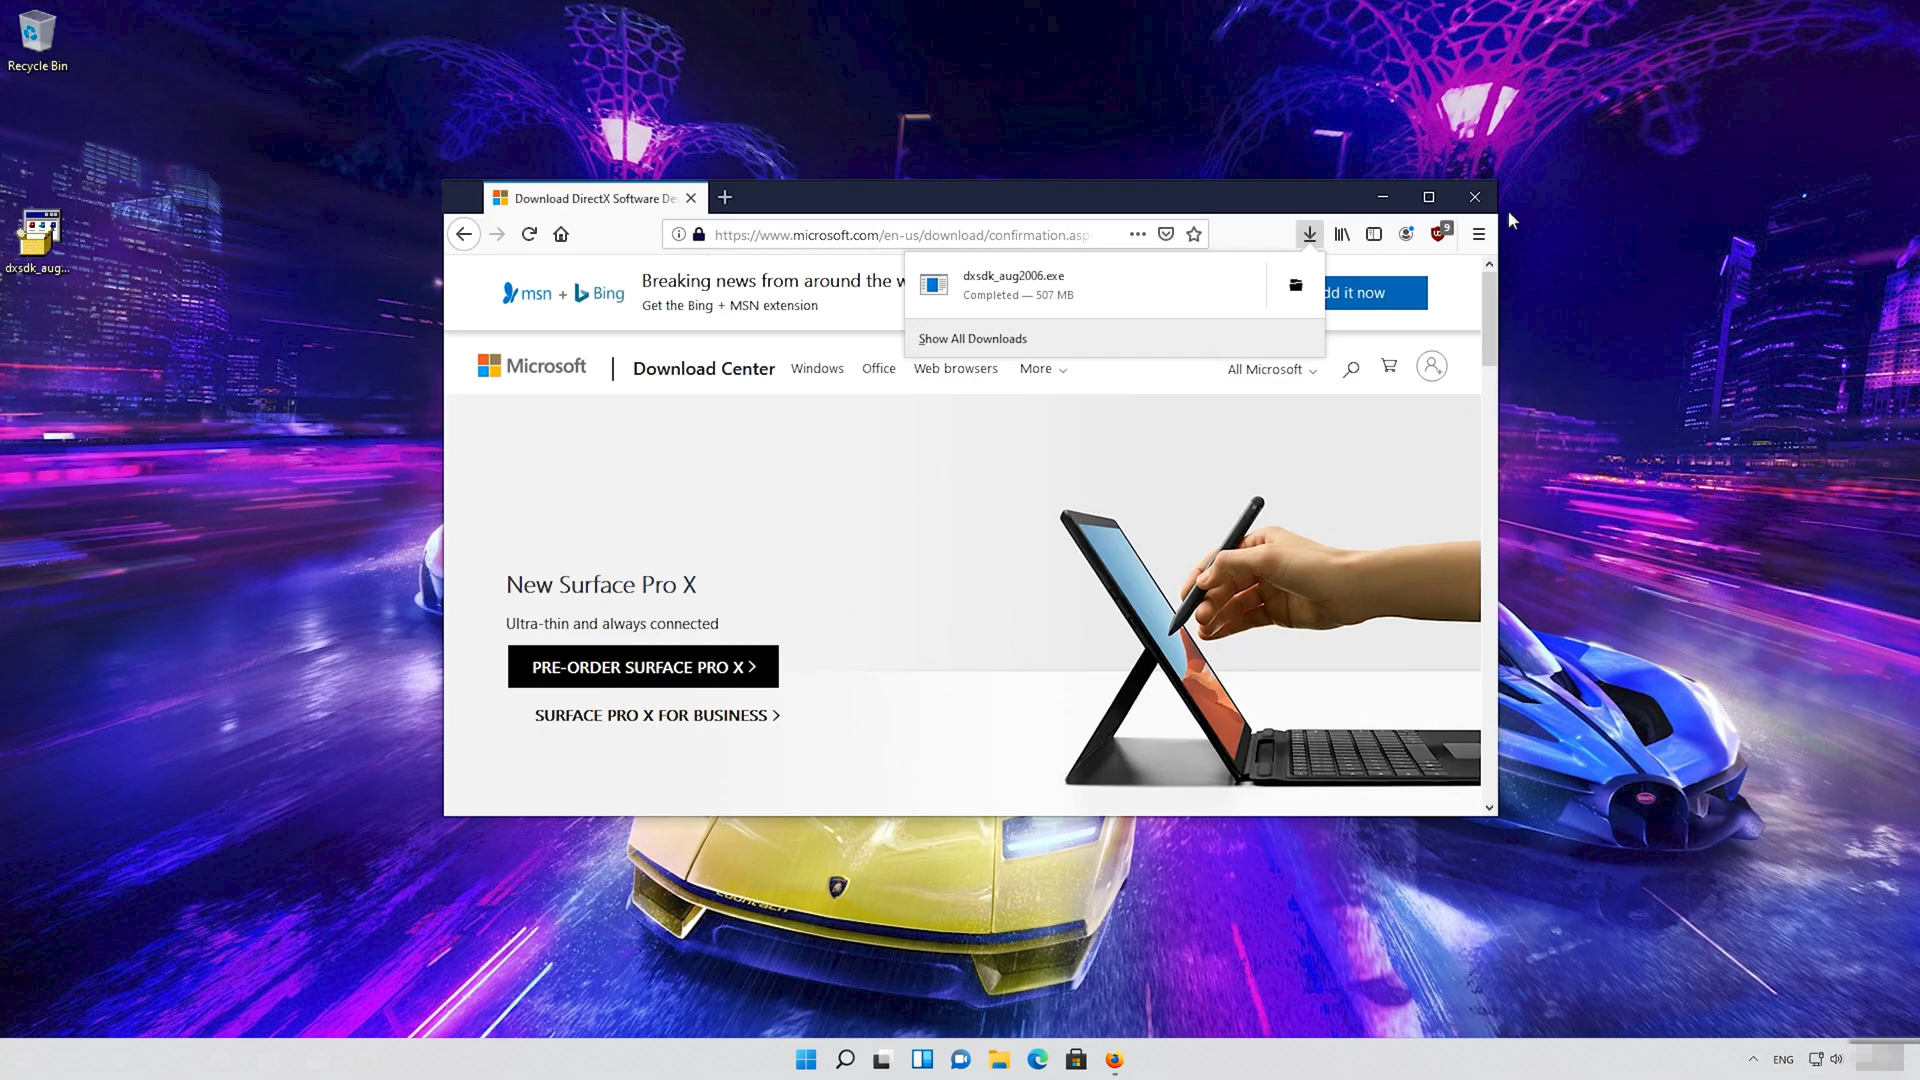 Recycle Bin
dxsdk_aug...
Download DirectX Software De
https://www.microsoft.com/en-us/download/confirmation.asp
9
msn + Bing
Breaking news from around the w
Get the Bing + MSN extension
dd it now
dxsdk_aug2006.exe
Completed — 507 MB
Show All Downloads
Microsoft
Download Center
Windows
Office
Web browsers
More
All Microsoft
New Surface Pro X
Ultra-thin and always connected
PRE-ORDER SURFACE PRO X >
SURFACE PRO X FOR BUSINESS >
ENG